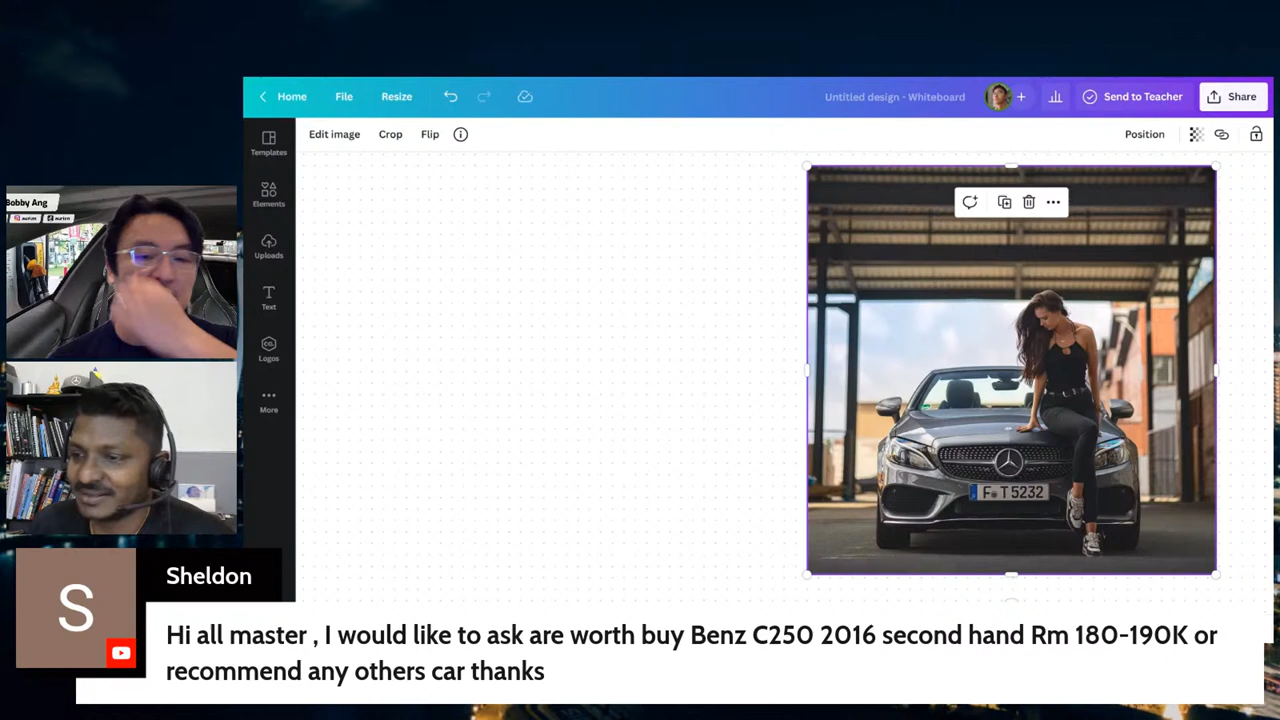 Home File Resize Untitled design - Whiteboard + Send to Teacher Share
Edit image Crop Flip Position
Templates
Elements
Uploads
T
Text
CO.
Logos
More
Bobby Ang
F T 5232
S
Sheldon
Hi all master , I would like to ask are worth buy Benz C250 2016 second hand Rm 180-190K or
recommend any others car thanks